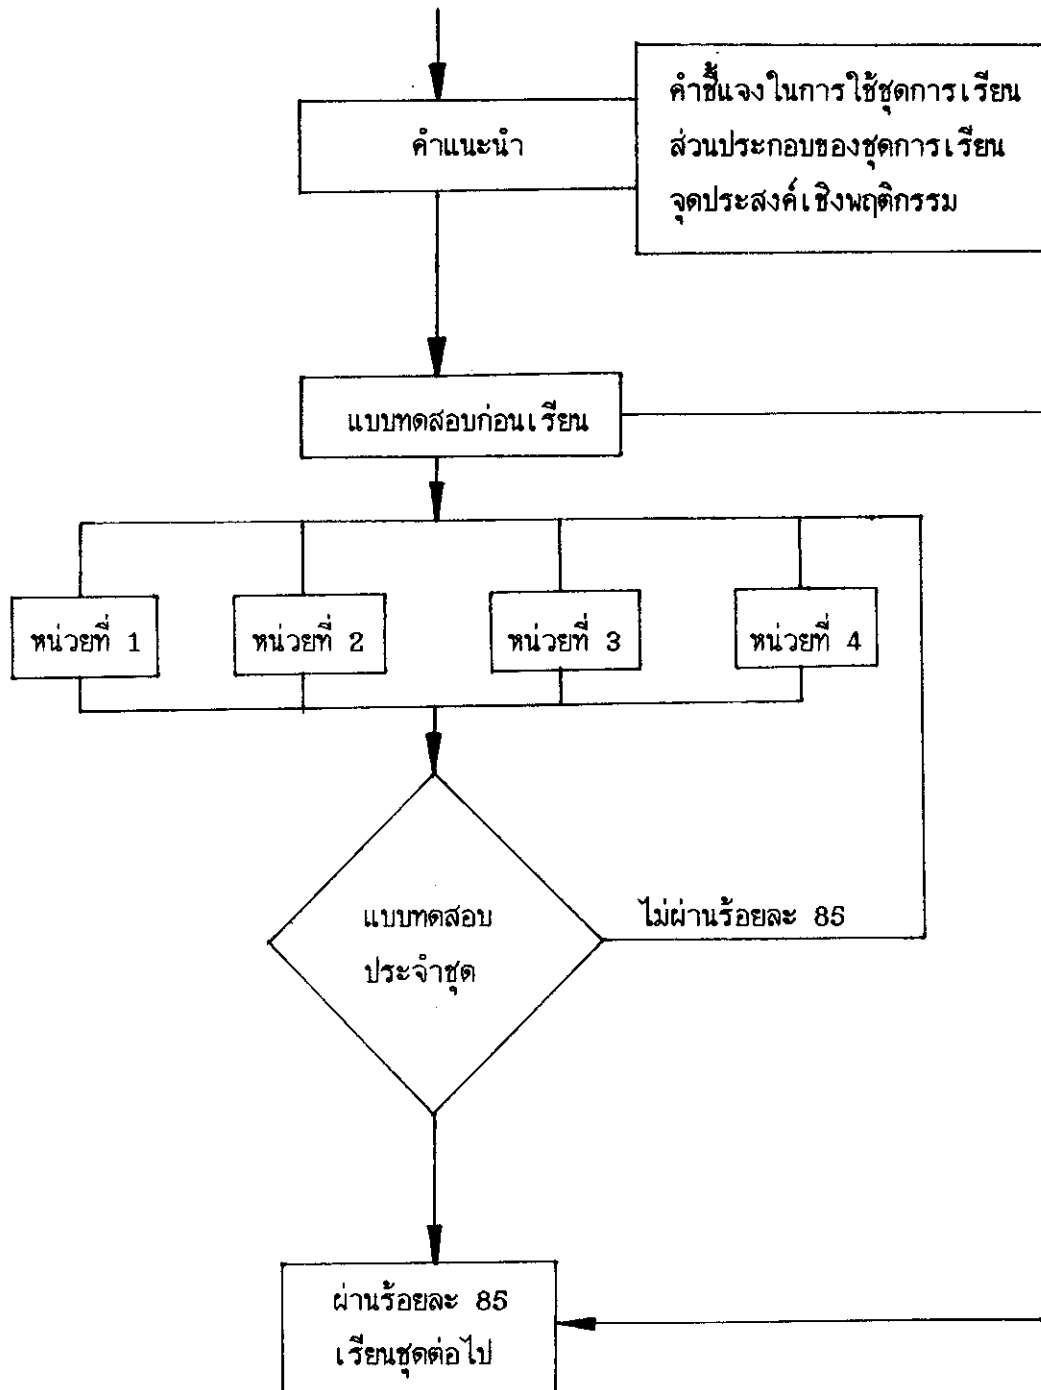 คำแนะนำ
คำชี้แจงในการใช้ชุดการเรียน
ส่วนประกอบของชุดการเรียน
จุดประสงค์เชิงพฤติกรรม
แบบทดสอบก่อนเรียน
หน่วยที่ 1
หน่วยที่ 2
หน่วยที่ 3
หน่วยที่ 4
แบบทดสอบ
ประจำชุด
ไม่ผ่านร้อยละ 85
ผ่านร้อยละ 85
เรียนชุดต่อไป